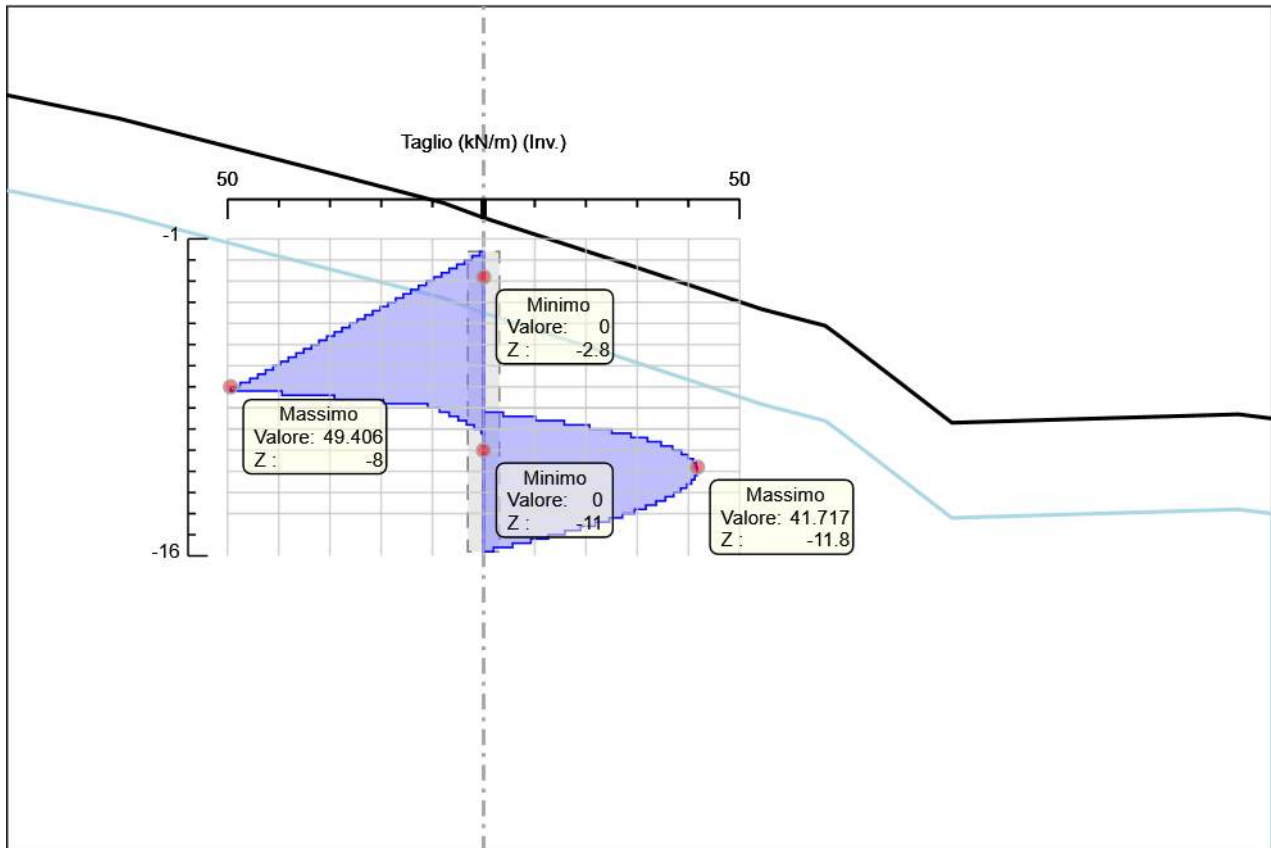 Taglio (kN/m) (Inv.)
50
50
-1
Minimo
Valore: 0
Z : -2.8
Massimo
Valore: 49.406
Z : -8
Minimo
Valore: 0
Z : -11
Massimo
Valore: 41.717
Z : -11.8
-16